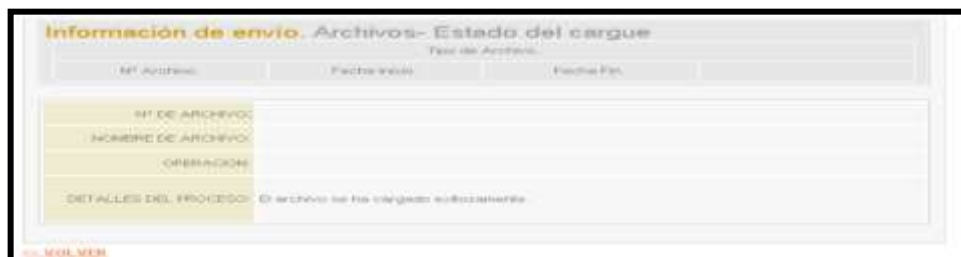 Información de envío. Archivos- Estado del cargue
Tipo de Archivo.
Nº Archivo. Fecha Inicio Fecha Fin.
Nº DE ARCHIVO:
NOMBRE DE ARCHIVO:
OPERACION:
DETALLES DEL PROCESO: El archivo se ha cargado exitosamente.
<< VOLVER